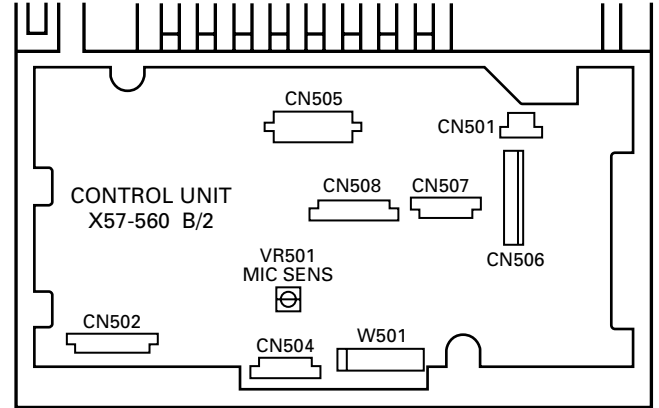 CN505
CN501
CONTROL UNIT
X57-560 B/2
CN508
CN507
CN506
VR501
MIC SENS
CN502
CN504
W501